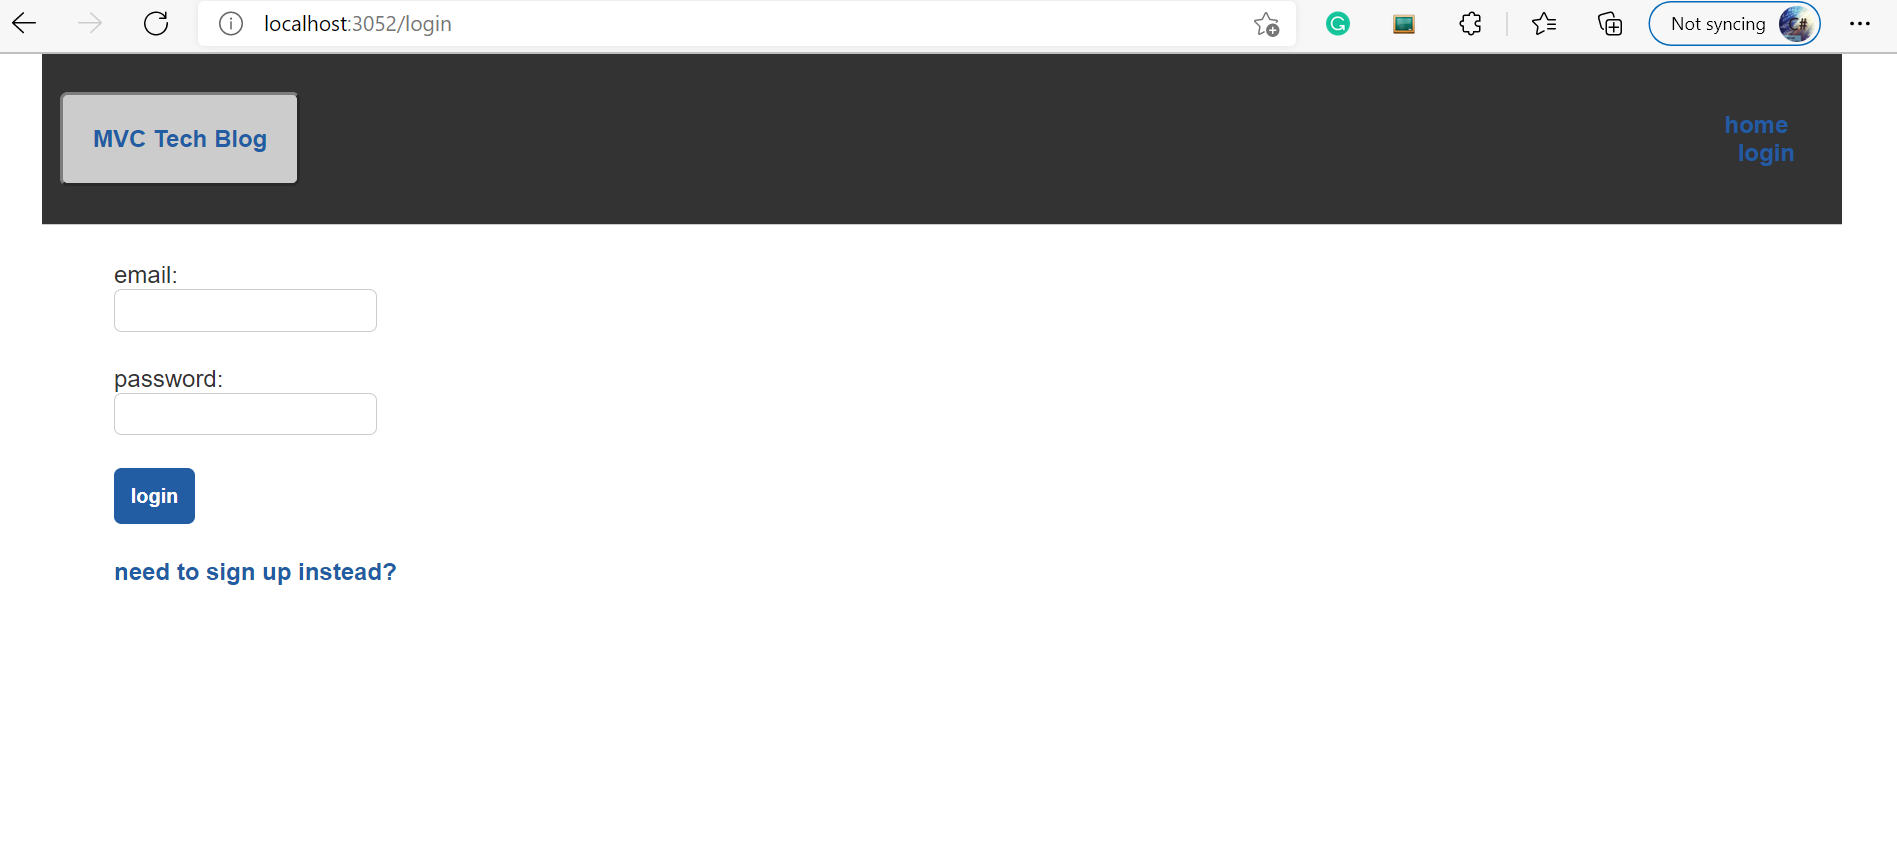 localhost:3052/login
Not syncing
MVC Tech Blog
home
login
email:
password:
login
need to sign up instead?